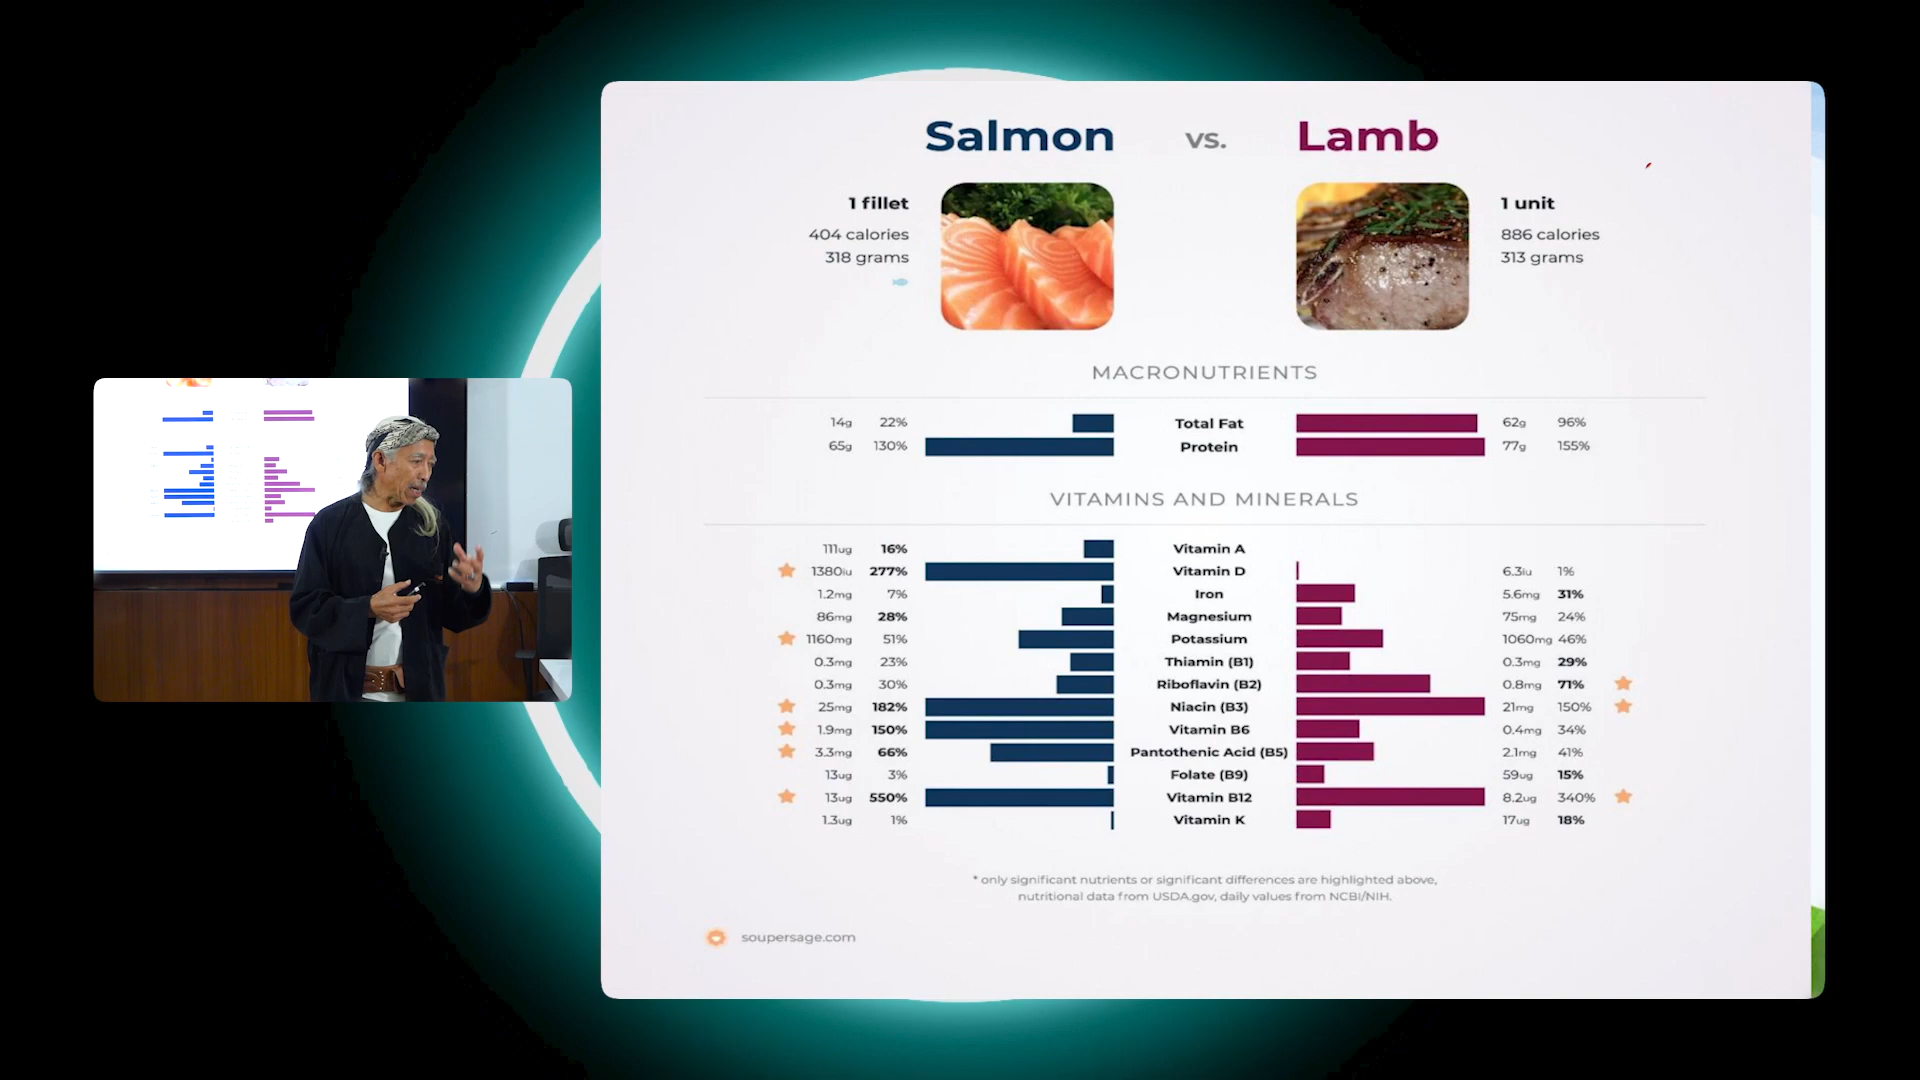 Salmon vs. Lamb
1 fillet
404 calories
318 grams
1 unit
886 calories
313 grams
MACRONUTRIENTS
14g 22% Total Fat 62g 96%
65g 130% Protein 77g 155%
VITAMINS AND MINERALS
111ug 16% Vitamin A
1380iu 277% Vitamin D 6.3iu 1%
1.2mg 7% Iron 5.6mg 31%
86mg 28% Magnesium 75mg 24%
1160mg 51% Potassium 1060mg 46%
0.3mg 23% Thiamin (B1) 0.3mg 29%
0.3mg 30% Riboflavin (B2) 0.8mg 71%
25mg 182% Niacin (B3) 21mg 150%
1.9mg 150% Vitamin B6 0.4mg 34%
3.3mg 66% Pantothenic Acid (B5) 2.1mg 41%
13ug 3% Folate (B9) 59ug 15%
13ug 550% Vitamin B12 8.2ug 340%
1.3ug 1% Vitamin K 17ug 18%
* only significant nutrients or significant differences are highlighted above,
nutritional data from USDA.gov, daily values from NCBI/NIH.
soupersage.com